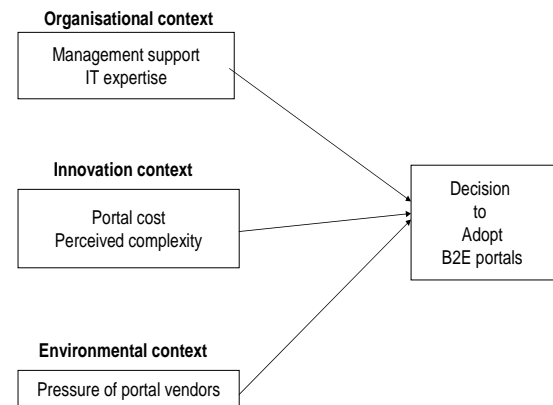 Organisational context
Management support
IT expertise
Innovation context
Portal cost
Perceived complexity
Environmental context
Pressure of portal vendors
Decision
to
Adopt
B2E portals